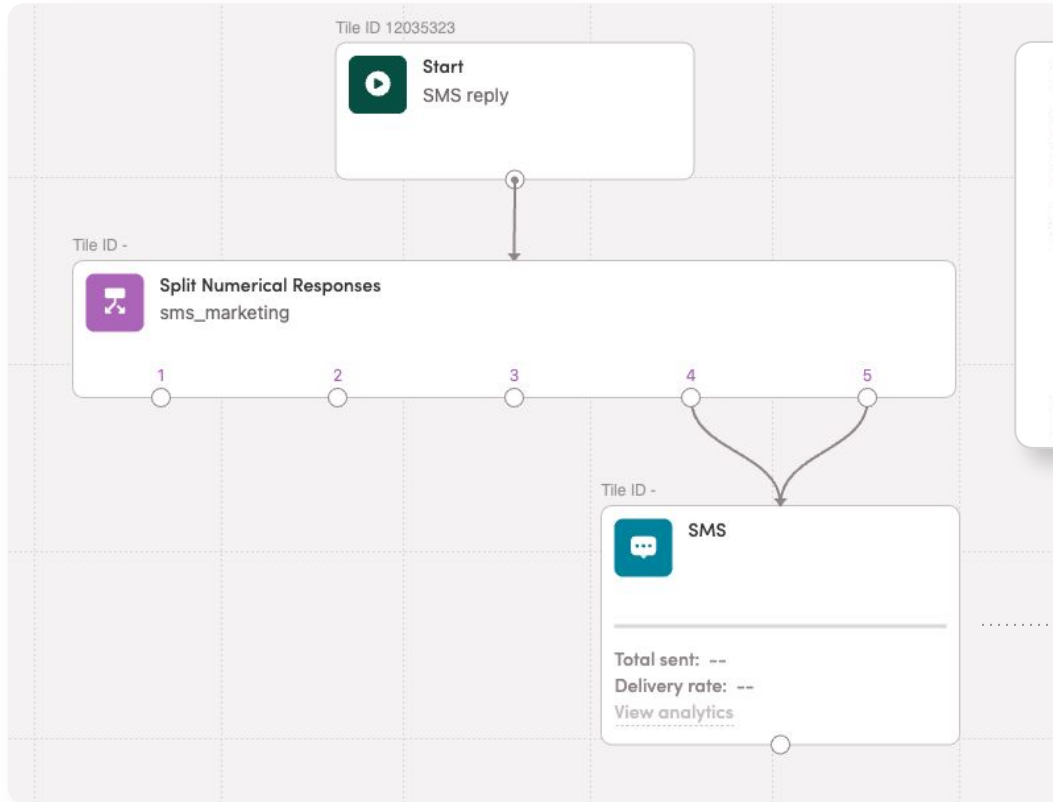 Tile ID 12035323
Start
SMS reply
Tile ID -
Split Numerical Responses
sms_marketing
1 2 3 4 5
Tile ID -
SMS
Total sent: --
Delivery rate: --
View analytics